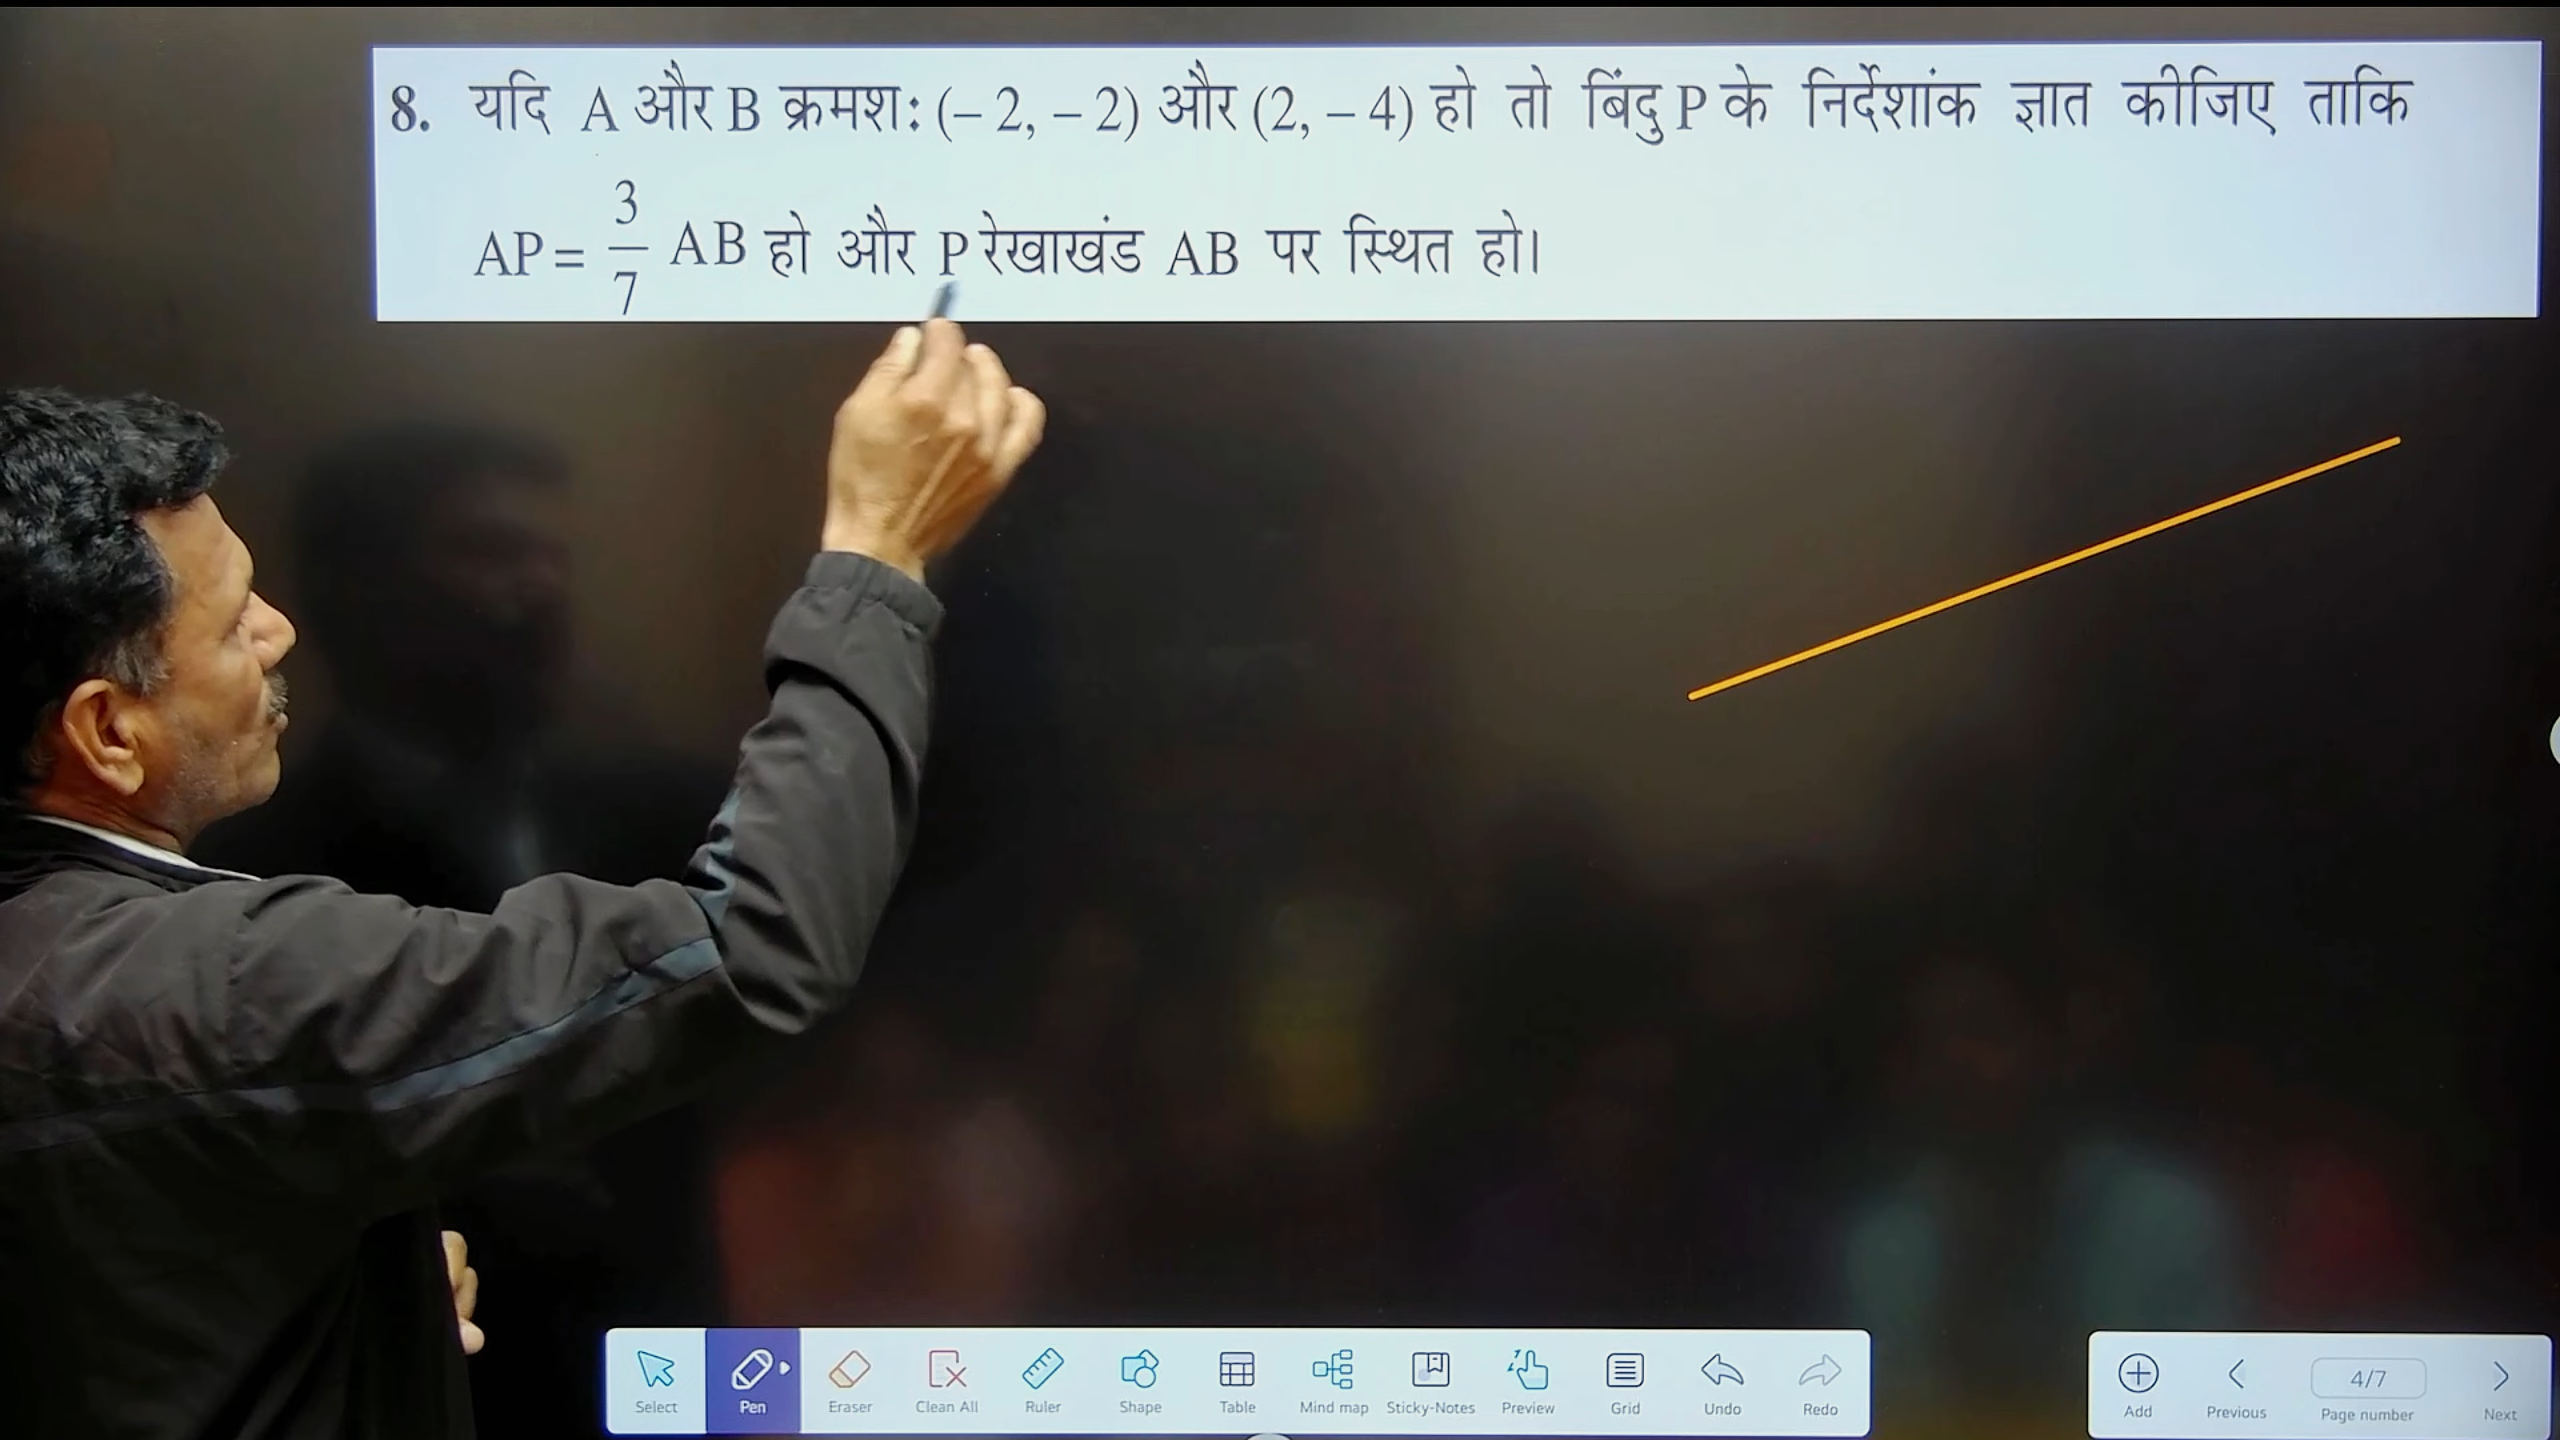 8. यदि A और B क्रमश: (– 2, – 2) और (2, – 4) हो तो बिंदु P के निर्देशांक ज्ञात कीजिए ताकि
AP = 3/7 AB हो और P रेखाखंड AB पर स्थित हो।
Select Pen Eraser Clean All Ruler Shape Table Mind map Sticky-Notes Preview Grid Undo Redo
Add Previous 4/7 Page number Next